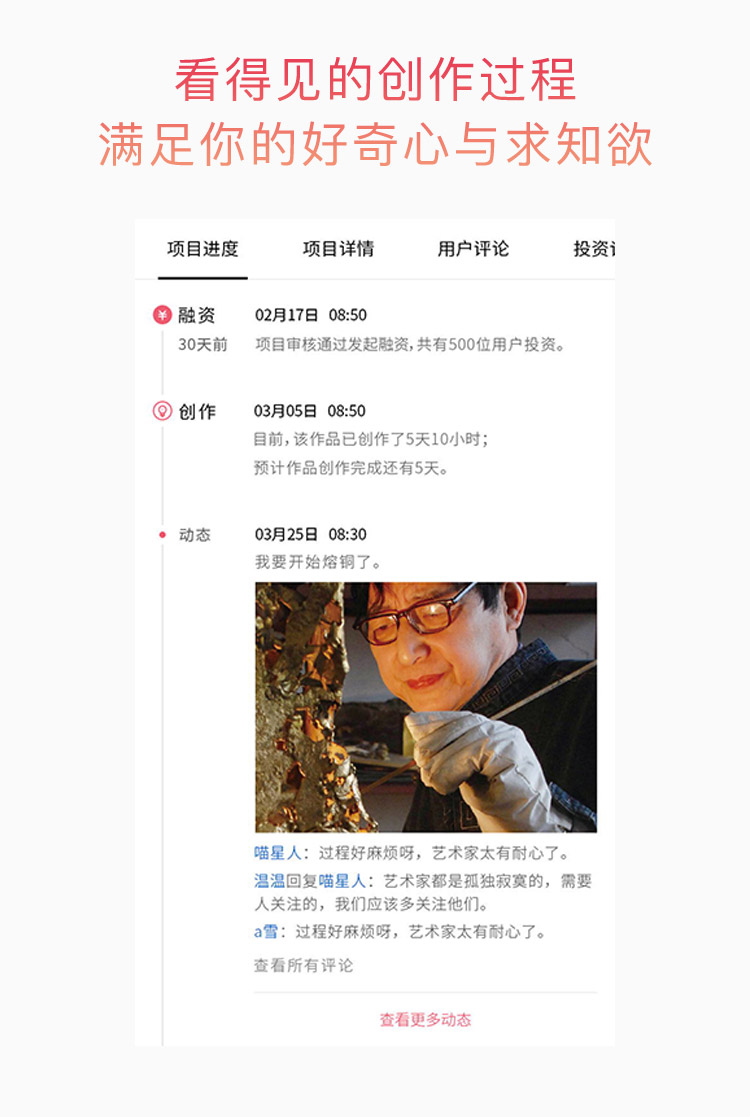 看得见的创作过程
满足你的好奇心与求知欲
项目进度 项目详情 用户评论 投资
融资 02月17日 08:50
30天前 项目审核通过发起融资,共有500位用户投资。
创作 03月05日 08:50
目前,该作品已创作了5天10小时;
预计作品创作完成还有5天。
动态 03月25日 08:30
我要开始熔铜了。
喵星人：过程好麻烦呀，艺术家太有耐心了。
温温回复喵星人：艺术家都是孤独寂寞的，需要
人关注的，我们应该多关注他们。
a雪：过程好麻烦呀，艺术家太有耐心了。
查看所有评论
查看更多动态